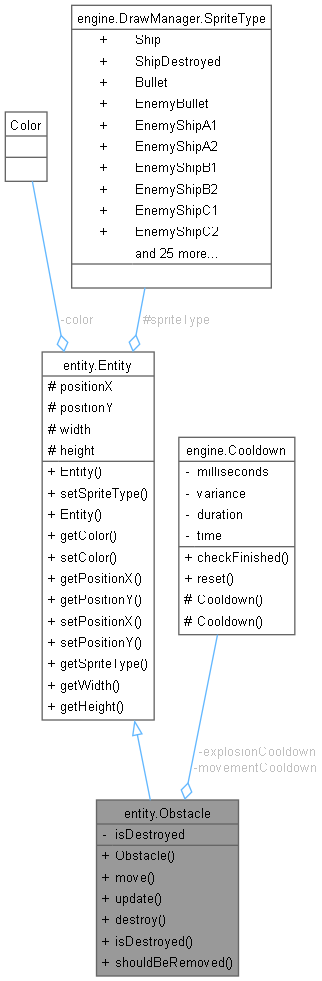 engine.DrawManager.SpriteType
+ Ship
+ ShipDestroyed
+ Bullet
+ EnemyBullet
+ EnemyShipA1
+ EnemyShipA2
+ EnemyShipB1
+ EnemyShipB2
+ EnemyShipC1
+ EnemyShipC2
and 25 more...
Color
-color
#spriteType
entity.Entity
# positionX
# positionY
# width
# height
+ Entity()
+ setSpriteType()
+ Entity()
+ getColor()
+ setColor()
+ getPositionX()
+ getPositionY()
+ setPositionX()
+ setPositionY()
+ getSpriteType()
+ getWidth()
+ getHeight()
engine.Cooldown
- milliseconds
- variance
- duration
- time
+ checkFinished()
+ reset()
# Cooldown()
# Cooldown()
-explosionCooldown
-movementCooldown
entity.Obstacle
- isDestroyed
+ Obstacle()
+ move()
+ update()
+ destroy()
+ isDestroyed()
+ shouldBeRemoved()